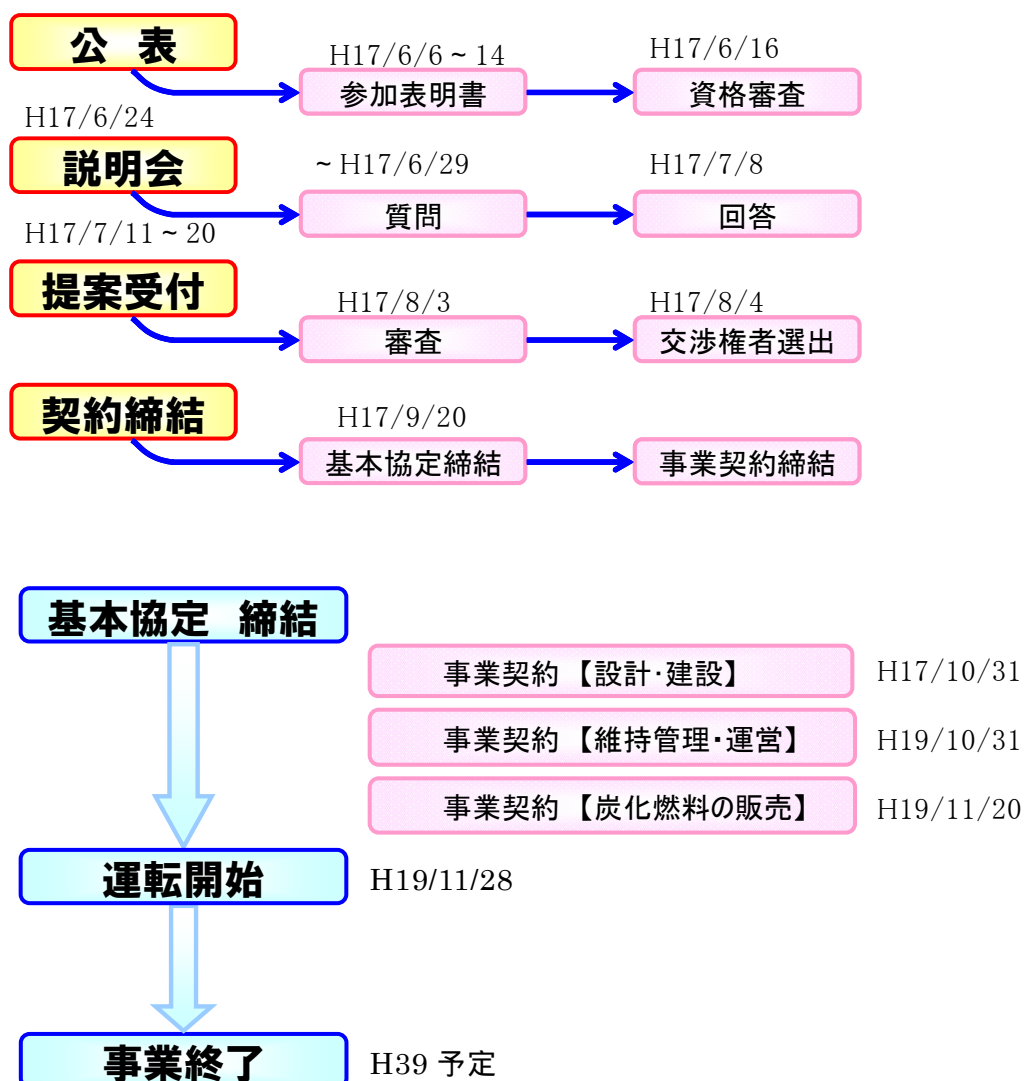 公 表
H17/6/6~14
H17/6/16
参加表明書
資格審査
H17/6/24
説明会
~H17/6/29
H17/7/8
質問
回答
H17/7/11~20
提案受付
H17/8/3
H17/8/4
審査
交渉権者選出
契約締結
H17/9/20
基本協定締結
事業契約締結
基本協定 締結
事業契約 【設計･建設】
H17/10/31
事業契約 【維持管理・運営】
H19/10/31
事業契約 【炭化燃料の販売】
H19/11/20
運転開始
H19/11/28
事業終了
H39 予定